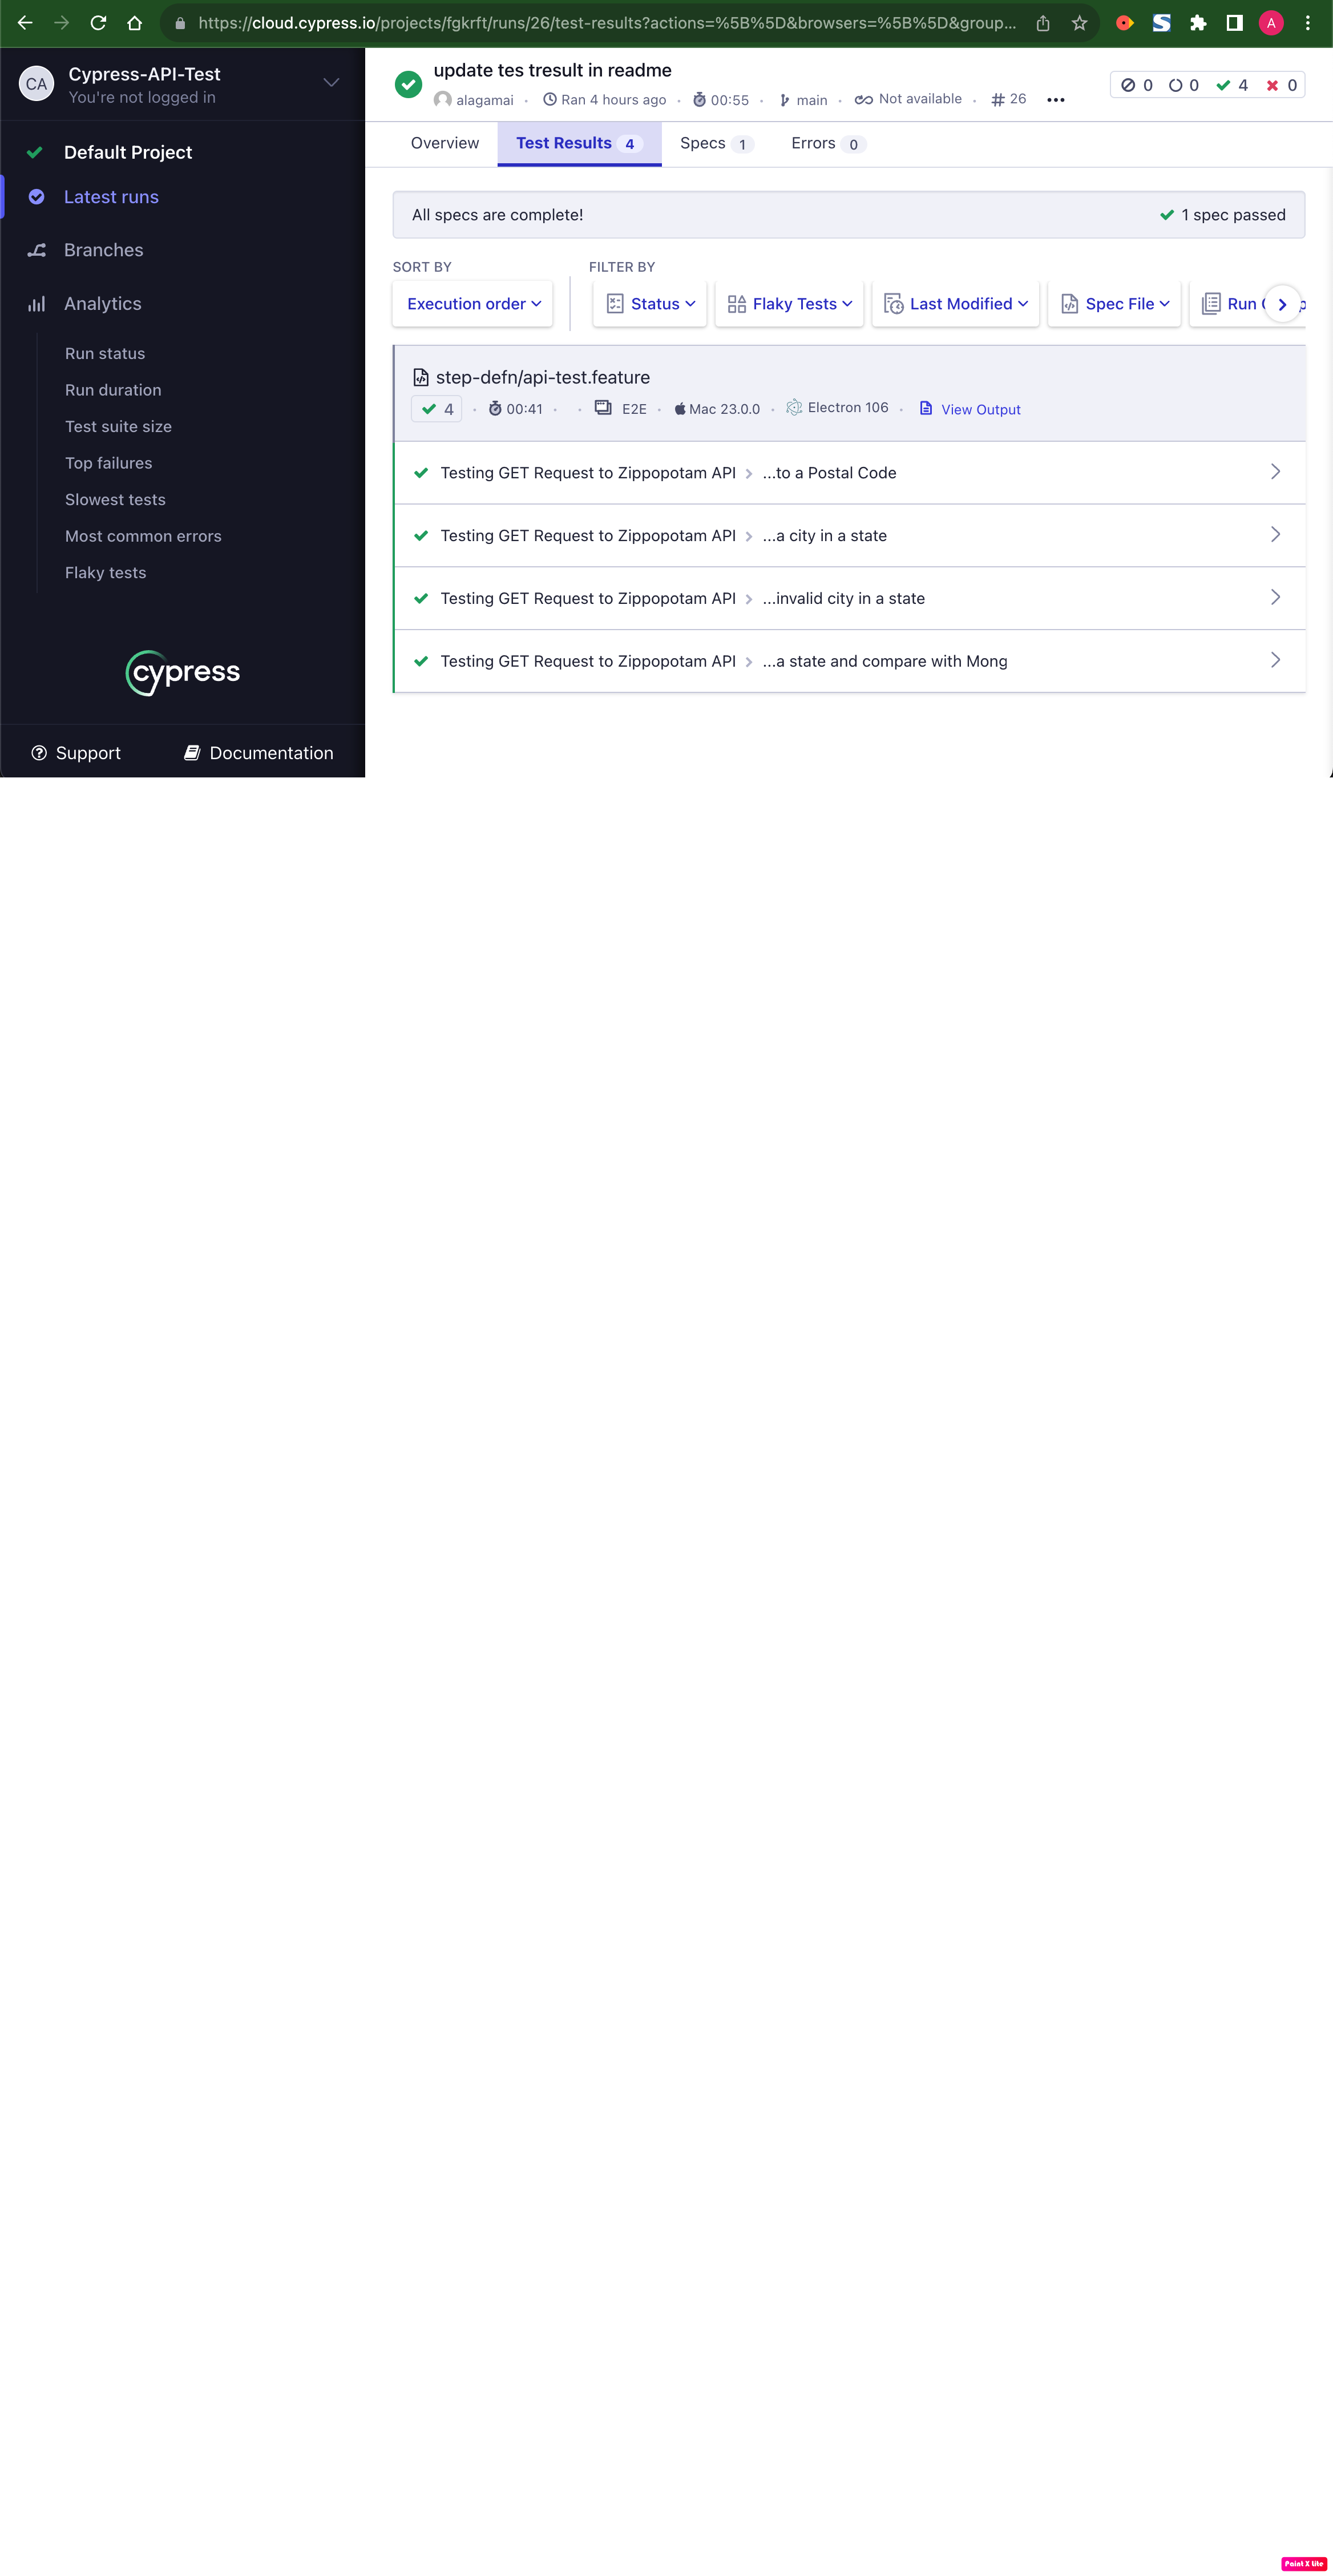 https://cloud.cypress.io/projects/fgkrft/runs/26/test-results?actions=%5B%5D&browsers=%5B%5D&group...
A
CA
Cypress-API-Test
You're not logged in
Default Project
Latest runs
Branches
Analytics
Run status
Run duration
Test suite size
Top failures
Slowest tests
Most common errors
Flaky tests
cypress
Support Documentation
update tes tresult in readme
alagamai Ran 4 hours ago 00:55 main Not available # 26
0 0 4 0
Overview Test Results 4 Specs 1 Errors 0
All specs are complete! 1 spec passed
SORT BY FILTER BY
Execution order Status Flaky Tests Last Modified Spec File Run
step-defn/api-test.feature
4 00:41 E2E Mac 23.0.0 Electron 106 View Output
Testing GET Request to Zippopotam API ...to a Postal Code
Testing GET Request to Zippopotam API ...a city in a state
Testing GET Request to Zippopotam API ...invalid city in a state
Testing GET Request to Zippopotam API ...a state and compare with Mong
Paint X Lite